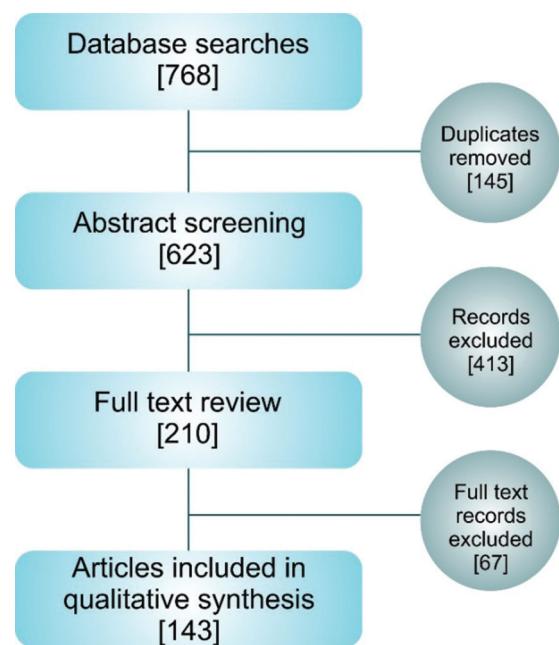 Database searches
[768]
Duplicates
removed
[145]
Abstract screening
[623]
Records
excluded
[413]
Full text review
[210]
Full text
records
excluded
[67]
Articles included in
qualitative synthesis
[143]